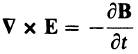 ∇ × E = −∂B/∂t